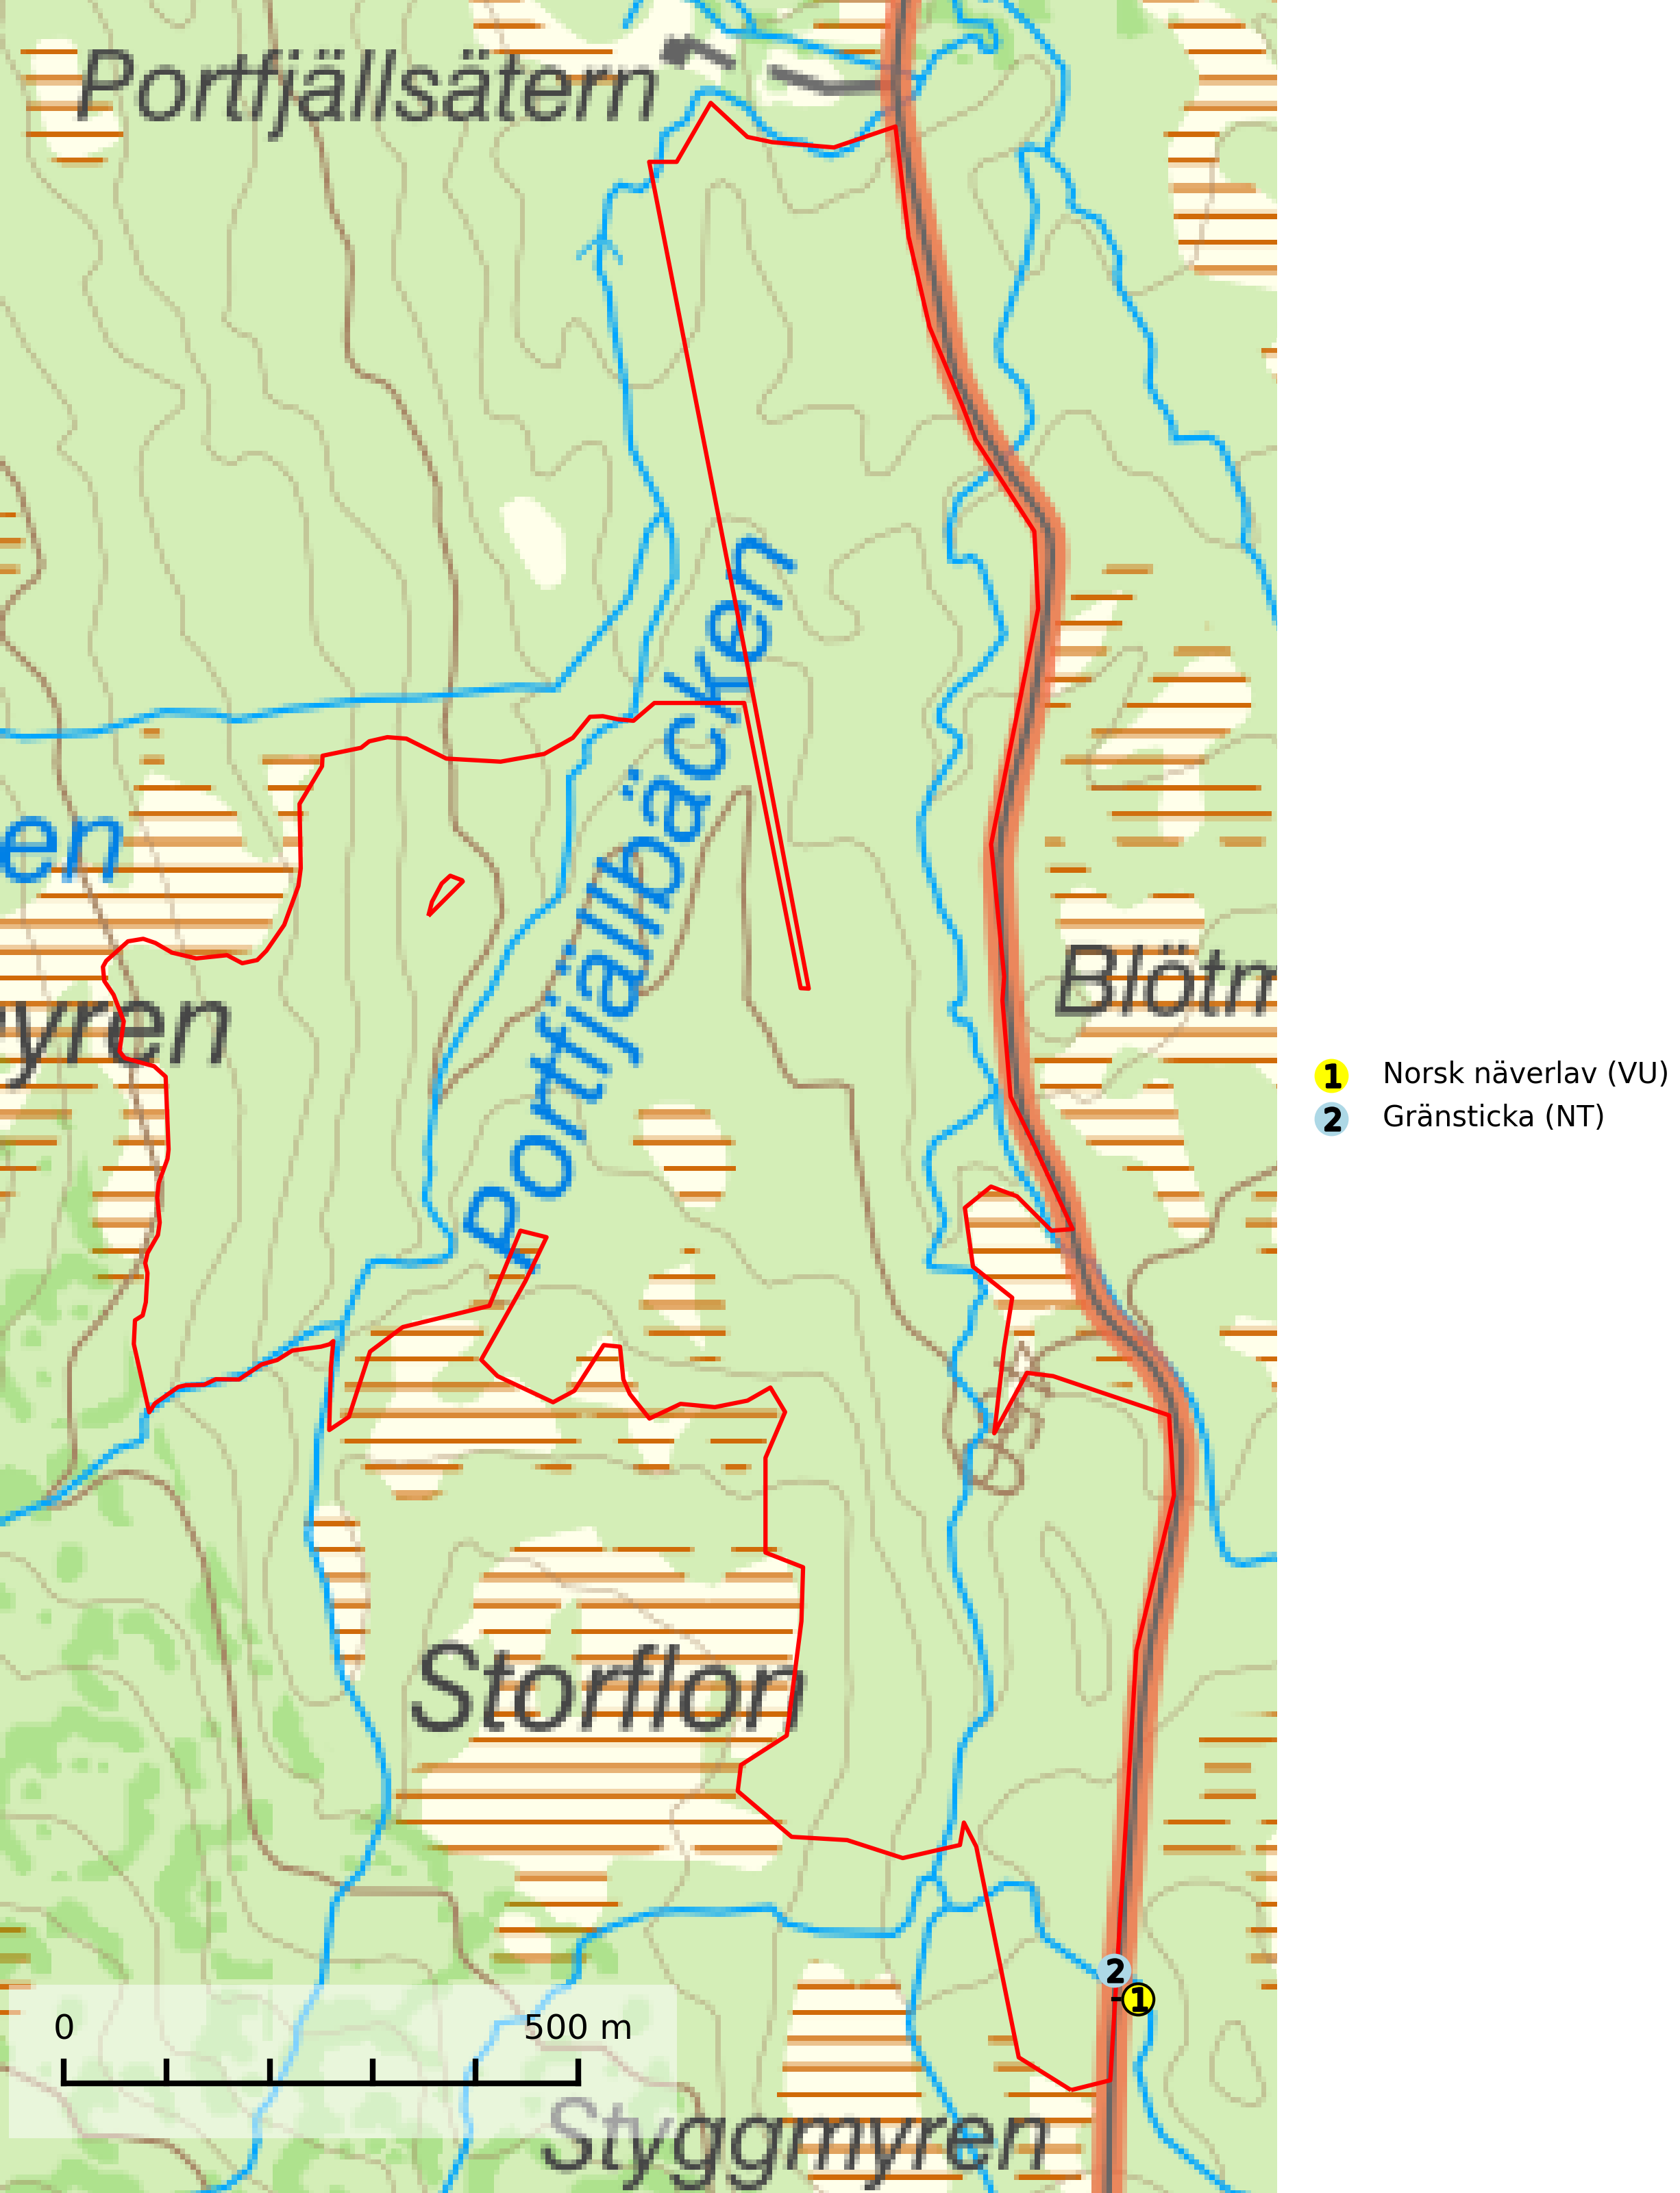 Portfjällsätern
Portfjällbäcken
en
yren
Blötm
1 Norsk näverlav (VU)
2 Gränsticka (NT)
Storflon
2
1
0 500 m
Styggmyren